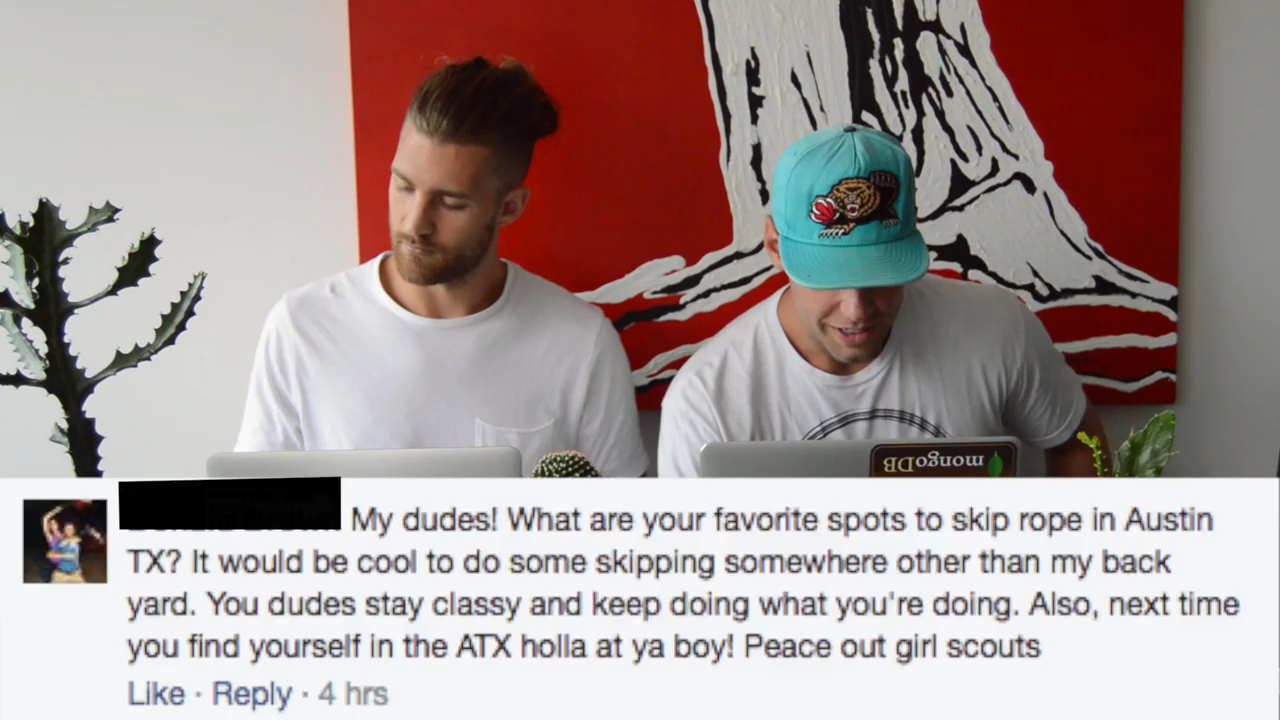 mongoDB
My dudes! What are your favorite spots to skip rope in Austin
TX? It would be cool to do some skipping somewhere other than my back
yard. You dudes stay classy and keep doing what you're doing. Also, next time
you find yourself in the ATX holla at ya boy! Peace out girl scouts
Like · Reply · 4 hrs